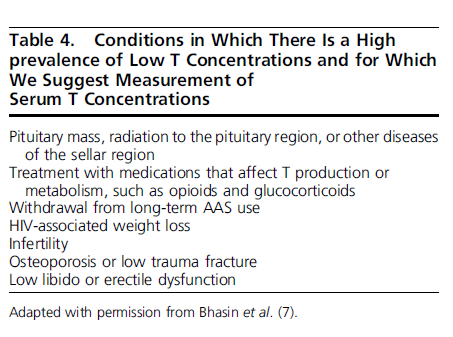 Table 4. Conditions in Which There Is a High
prevalence of Low T Concentrations and for Which
We Suggest Measurement of
Serum T Concentrations
Pituitary mass, radiation to the pituitary region, or other diseases
of the sellar region
Treatment with medications that affect T production or
metabolism, such as opioids and glucocorticoids
Withdrawal from long-term AAS use
HIV-associated weight loss
Infertility
Osteoporosis or low trauma fracture
Low libido or erectile dysfunction
Adapted with permission from Bhasin et al. (7).